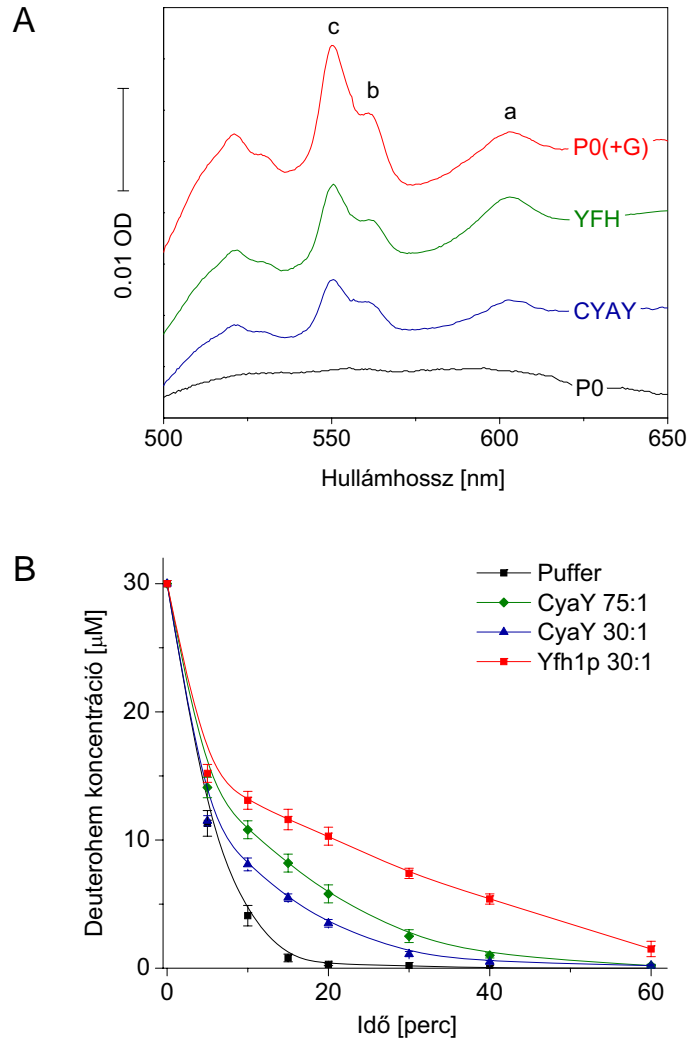 A
c
b
a
P0(+G)
YFH
CYAY
P0
0.01 OD
500 550 600 650
Hullámhossz [nm]
B
Puffer
CyaY 75:1
CyaY 30:1
Yfh1p 30:1
30
20
10
0
Deuterohem koncentráció [µM]
0 20 40 60
Idő [perc]